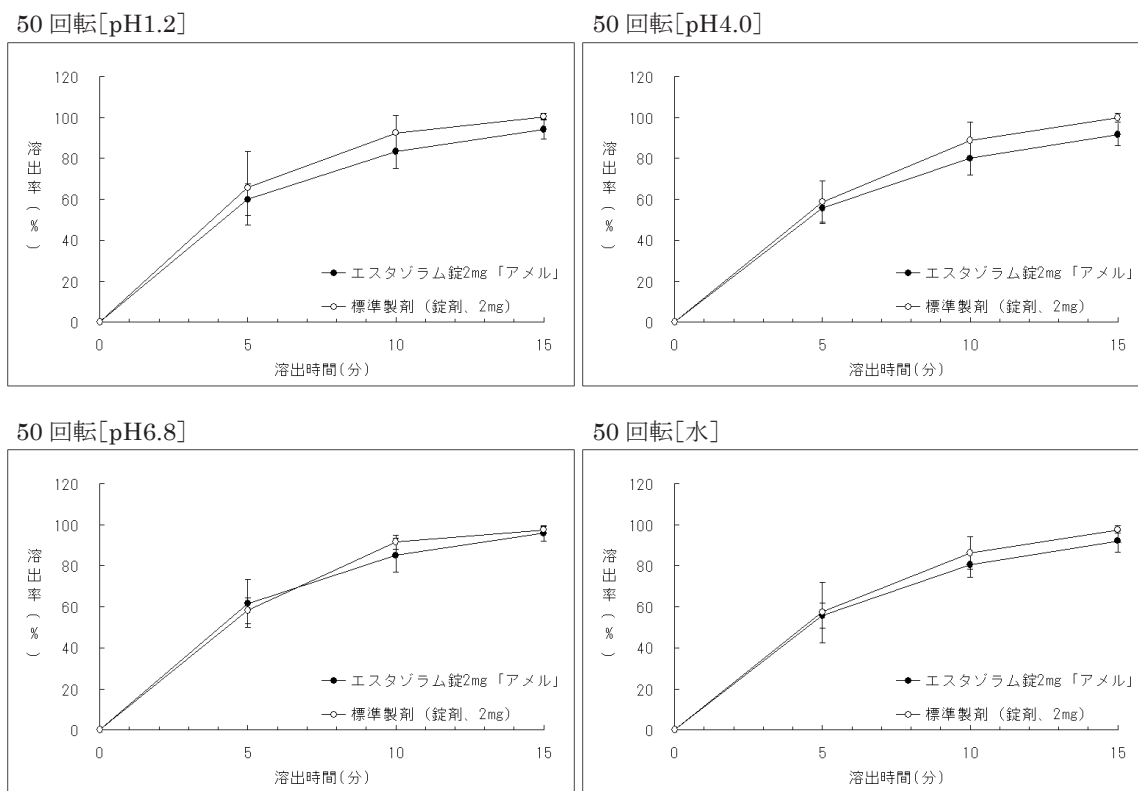 50 回転[pH1.2]
120
100
80
60
40
20
0
溶出率(%)
エスタゾラム錠2mg「アメル」
標準製剤(錠剤、2mg)
0 5 10 15
溶出時間(分)
50 回転[pH4.0]
120
100
80
60
40
20
0
溶出率(%)
エスタゾラム錠2mg「アメル」
標準製剤(錠剤、2mg)
0 5 10 15
溶出時間(分)
50 回転[pH6.8]
120
100
80
60
40
20
0
溶出率(%)
エスタゾラム錠2mg「アメル」
標準製剤(錠剤、2mg)
0 5 10 15
溶出時間(分)
50 回転[水]
120
100
80
60
40
20
0
溶出率(%)
エスタゾラム錠2mg「アメル」
標準製剤(錠剤、2mg)
0 5 10 15
溶出時間(分)